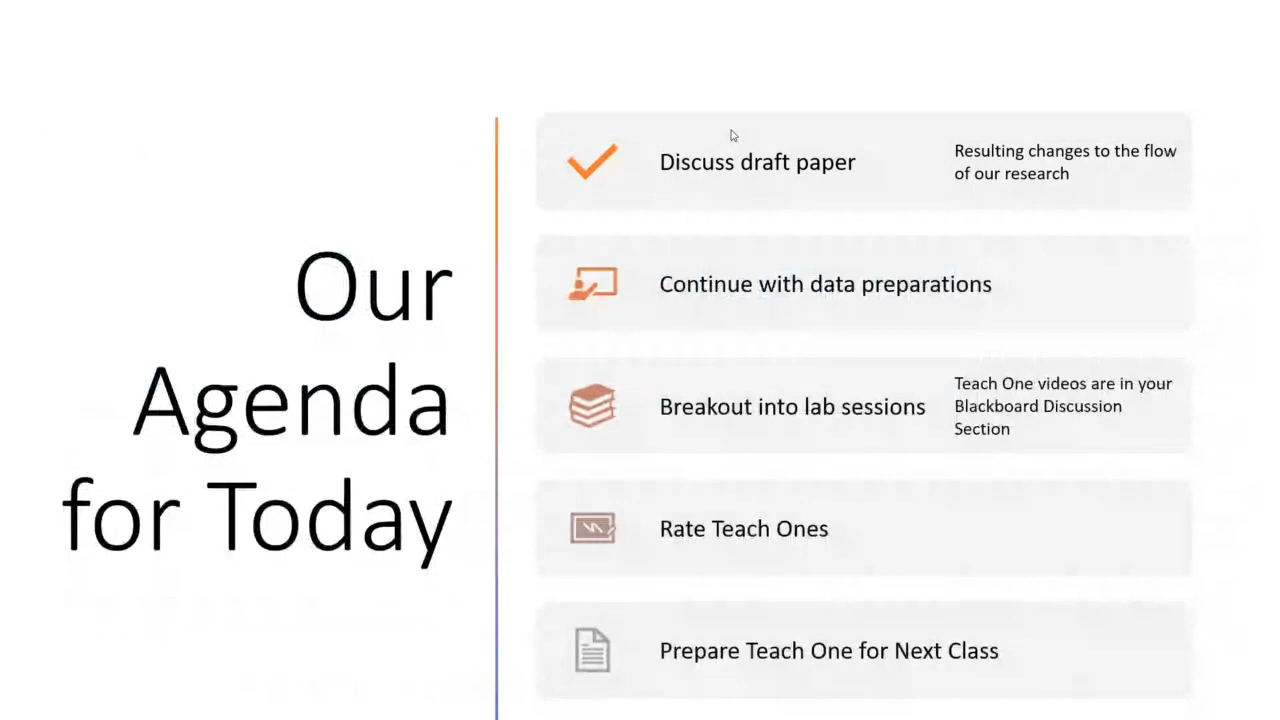 Our
Agenda
for Today
Discuss draft paper
Resulting changes to the flow
of our research
Continue with data preparations
Breakout into lab sessions
Teach One videos are in your
Blackboard Discussion
Section
Rate Teach Ones
Prepare Teach One for Next Class